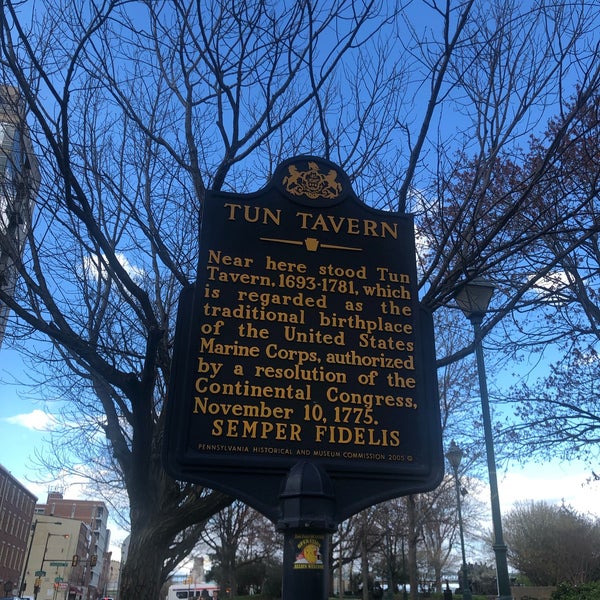 TUN TAVERN
Near here stood Tun
Tavern, 1693-1781, which
is regarded as the
traditional birthplace
of the United States
Marine Corps, authorized
by a resolution of the
Continental Congress,
November 10, 1775.
SEMPER FIDELIS
PENNSYLVANIA HISTORICAL AND MUSEUM COMMISSION 2005 ©